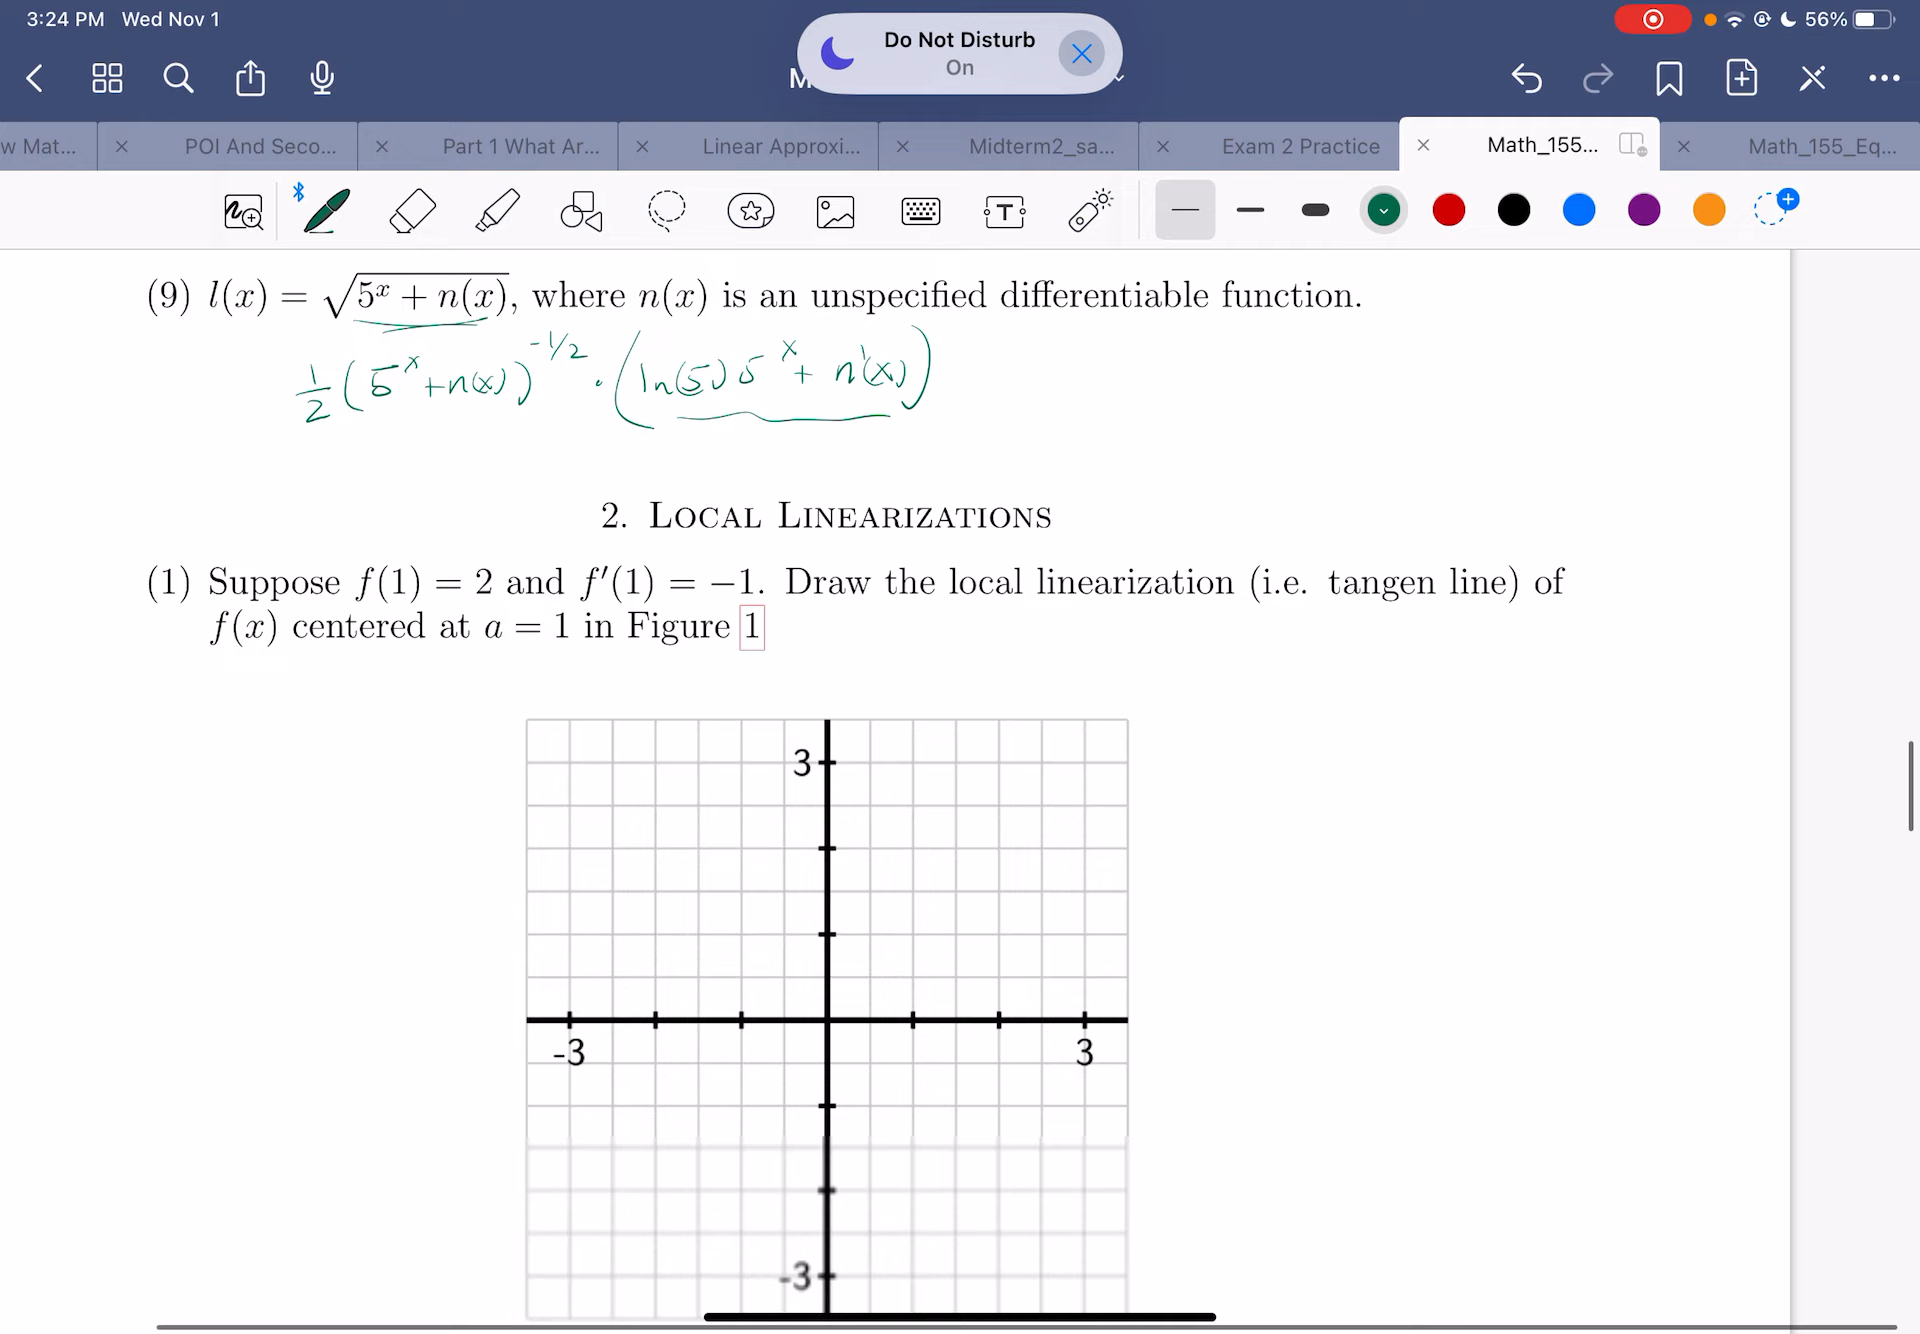 3:24 PM Wed Nov 1
56%
Do Not Disturb
On
M
w Mat...
POI And Seco...
Part 1 What Ar...
Linear Approxi...
Midterm2_sa...
Exam 2 Practice
Math_155...
Math_155_Eq...
(9) l(x) = √(5^x + n(x)), where n(x) is an unspecified differentiable function.
1/2 (5^x + n(x))^(-1/2) · (ln(5) 5^x + n'(x))
2. Local Linearizations
(1) Suppose f(1) = 2 and f′(1) = −1. Draw the local linearization (i.e. tangen line) of
f(x) centered at a = 1 in Figure 1
3
-3
3
-3